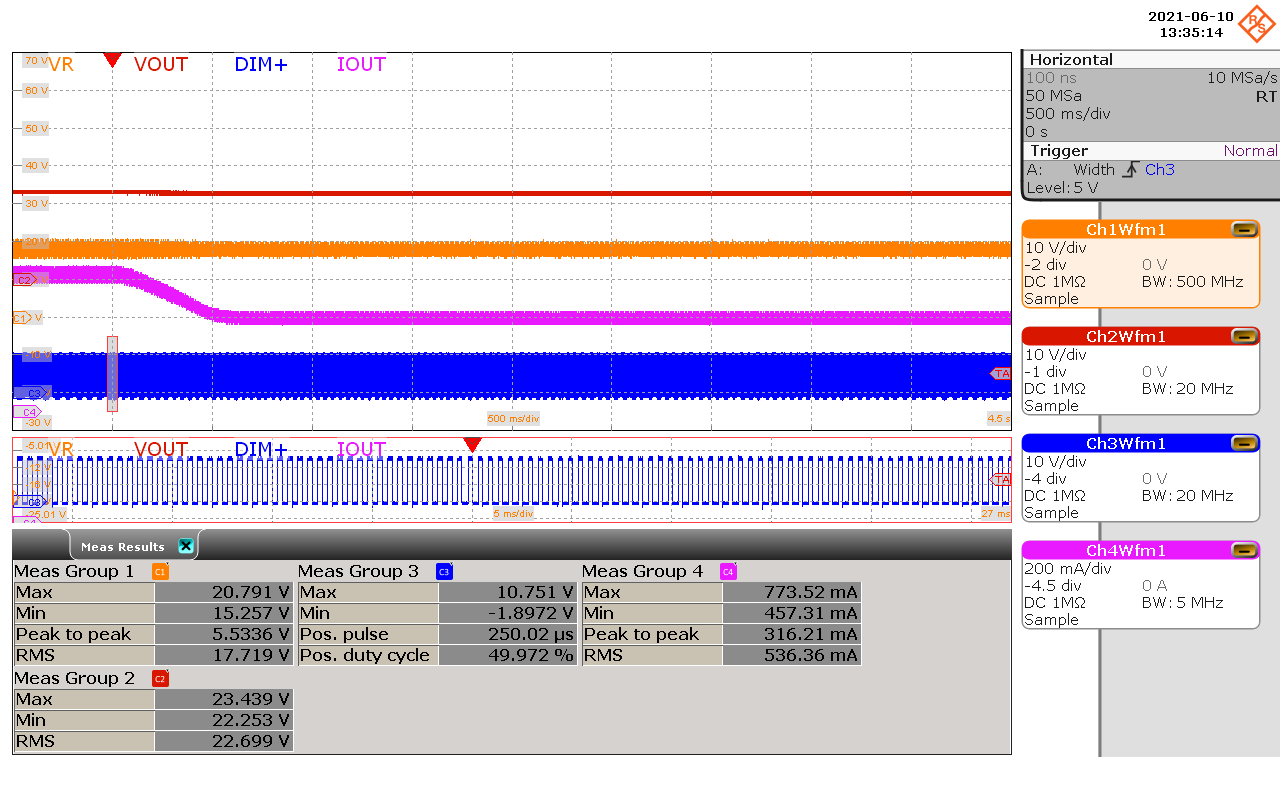 2021-06-10
13:35:14
VR VOUT DIM+ IOUT
70 V
60 V
50 V
40 V
30 V
20 V
C2
C1 V
10 V
C3
C4
-30 V
500 ms/div
4.5 s
TA
VR VOUT DIM+ IOUT
-5.01
-25.01 V
5 ms/div
27 ms
TA
C3
Horizontal
100 ns 10 MSa/s
50 MSa RT
500 ms/div
0 s
Trigger Normal
A: Width Ch3
Level: 5 V
Ch1Wfm1
10 V/div
-2 div 0 V
DC 1MΩ BW: 500 MHz
Sample
Ch2Wfm1
10 V/div
-1 div 0 V
DC 1MΩ BW: 20 MHz
Sample
Ch3Wfm1
10 V/div
-4 div 0 V
DC 1MΩ BW: 20 MHz
Sample
Ch4Wfm1
200 mA/div
-4.5 div 0 A
DC 1MΩ BW: 5 MHz
Sample
Meas Results
Meas Group 1 C1
Max 20.791 V
Min 15.257 V
Peak to peak 5.5336 V
RMS 17.719 V
Meas Group 3 C3
Max 10.751 V
Min -1.8972 V
Pos. pulse 250.02 µs
Pos. duty cycle 49.972 %
Meas Group 4 C4
Max 773.52 mA
Min 457.31 mA
Peak to peak 316.21 mA
RMS 536.36 mA
Meas Group 2 C2
Max 23.439 V
Min 22.253 V
RMS 22.699 V